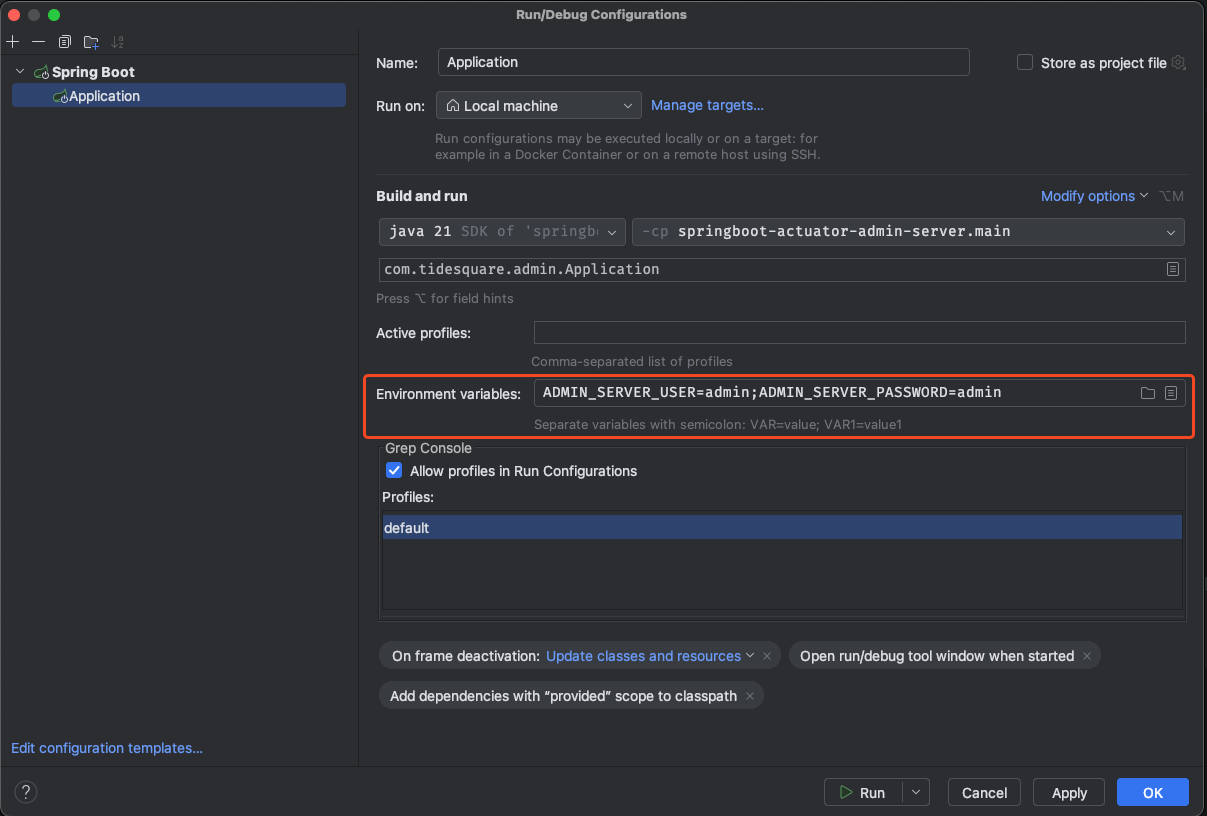 Run/Debug Configurations
Spring Boot
Application
Name: Application Store as project file
Run on: Local machine Manage targets...
Run configurations may be executed locally or on a target: for
example in a Docker Container or on a remote host using SSH.
Build and run Modify options ⌥M
java 21 SDK of 'springb -cp springboot-actuator-admin-server.main
com.tidesquare.admin.Application
Press ⌥ for field hints
Active profiles:
Comma-separated list of profiles
Environment variables: ADMIN_SERVER_USER=admin;ADMIN_SERVER_PASSWORD=admin
Separate variables with semicolon: VAR=value; VAR1=value1
Grep Console
Allow profiles in Run Configurations
Profiles:
default
On frame deactivation: Update classes and resources × Open run/debug tool window when started ×
Add dependencies with “provided” scope to classpath ×
Edit configuration templates...
? Run Cancel Apply OK